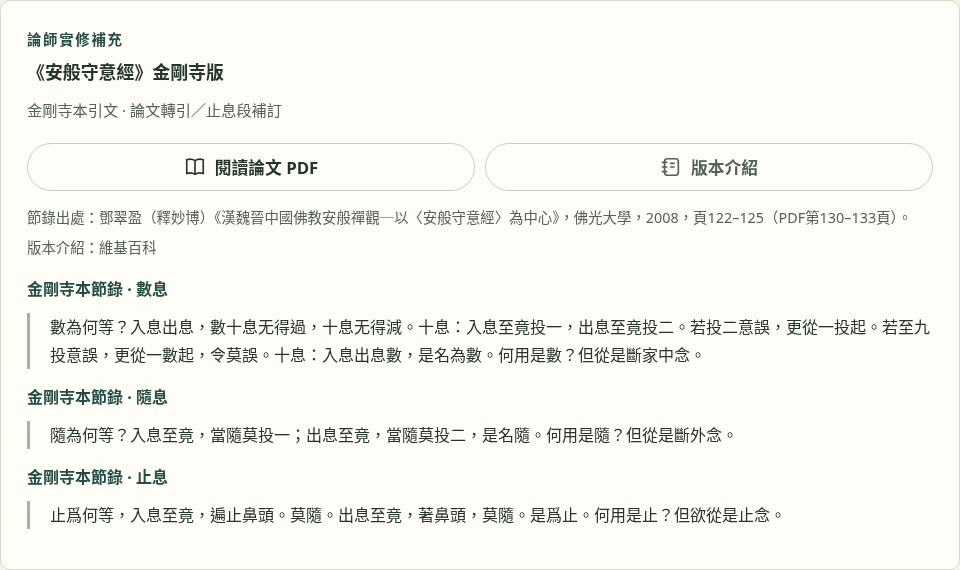 論師實修補充
《安般守意經》金剛寺版
金剛寺本引文 · 論文轉引／止息段補訂
閱讀論文 PDF
版本介紹
節錄出處：鄧翠盈（釋妙博）《漢魏晉中國佛教安般禪觀─以〈安般守意經〉為中心》，佛光大學，2008，頁122–125（PDF第130–133頁）。
版本介紹：維基百科
金剛寺本節錄 · 數息
數為何等？入息出息，數十息无得過，十息无得減。十息：入息至竟投一，出息至竟投二。若投二意誤，更從一投起。若至九
投意誤，更從一數起，令莫誤。十息：入息出息數，是名為數。何用是數？但從是斷家中念。
金剛寺本節錄 · 隨息
隨為何等？入息至竟，當隨莫投一；出息至竟，當隨莫投二，是名隨。何用是隨？但從是斷外念。
金剛寺本節錄 · 止息
止爲何等，入息至竟，遍止鼻頭。莫隨。出息至竟，著鼻頭，莫隨。是爲止。何用是止？但欲從是止念。